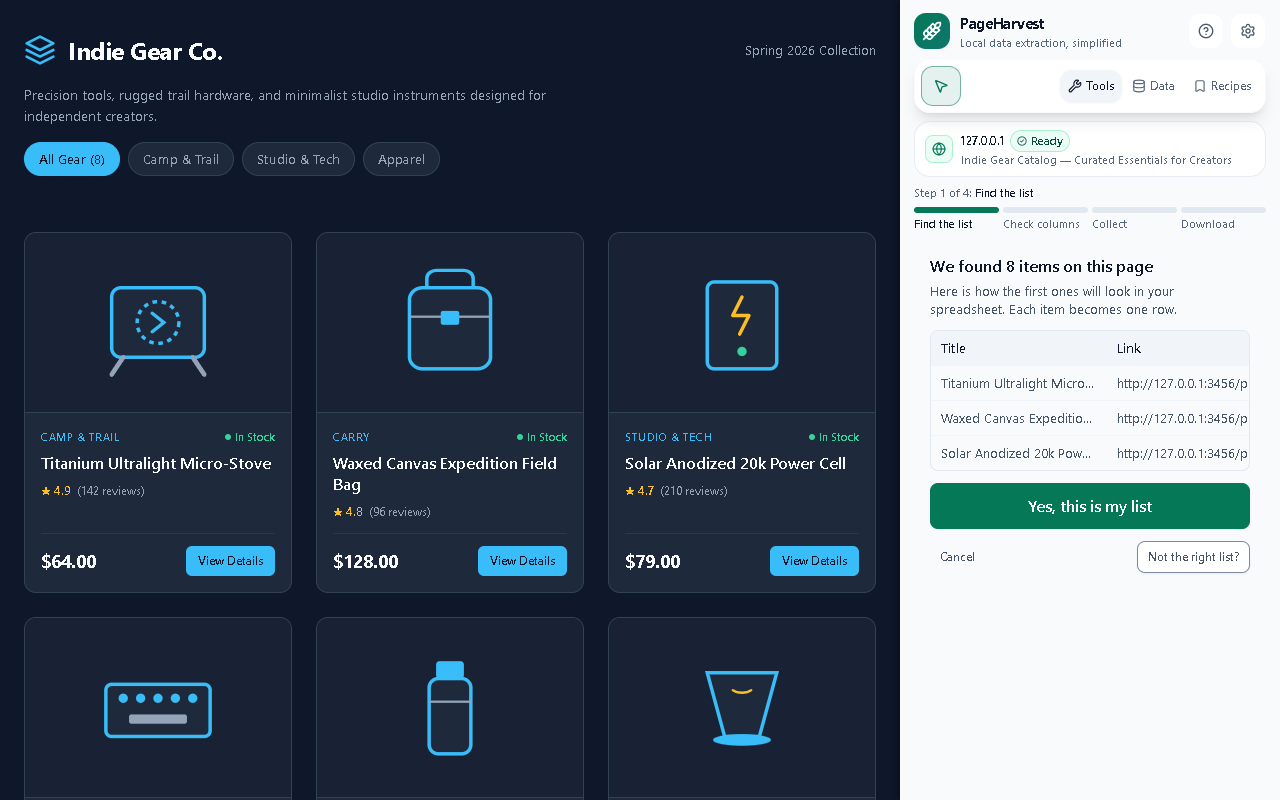 Indie Gear Co.
Spring 2026 Collection
Precision tools, rugged trail hardware, and minimalist studio instruments designed for
independent creators.
All Gear (8)
Camp & Trail
Studio & Tech
Apparel
CAMP & TRAIL
In Stock
Titanium Ultralight Micro-Stove
★ 4.9 (142 reviews)
$64.00
View Details
CARRY
In Stock
Waxed Canvas Expedition Field
Bag
★ 4.8 (96 reviews)
$128.00
View Details
STUDIO & TECH
In Stock
Solar Anodized 20k Power Cell
★ 4.7 (210 reviews)
$79.00
View Details
PageHarvest
Local data extraction, simplified
Tools
Data
Recipes
127.0.0.1
Ready
Indie Gear Catalog — Curated Essentials for Creators
Step 1 of 4: Find the list
Find the list
Check columns
Collect
Download
We found 8 items on this page
Here is how the first ones will look in your
spreadsheet. Each item becomes one row.
Title
Link
Titanium Ultralight Micro...
http://127.0.0.1:3456/p
Waxed Canvas Expeditio...
http://127.0.0.1:3456/p
Solar Anodized 20k Pow...
http://127.0.0.1:3456/p
Yes, this is my list
Cancel
Not the right list?